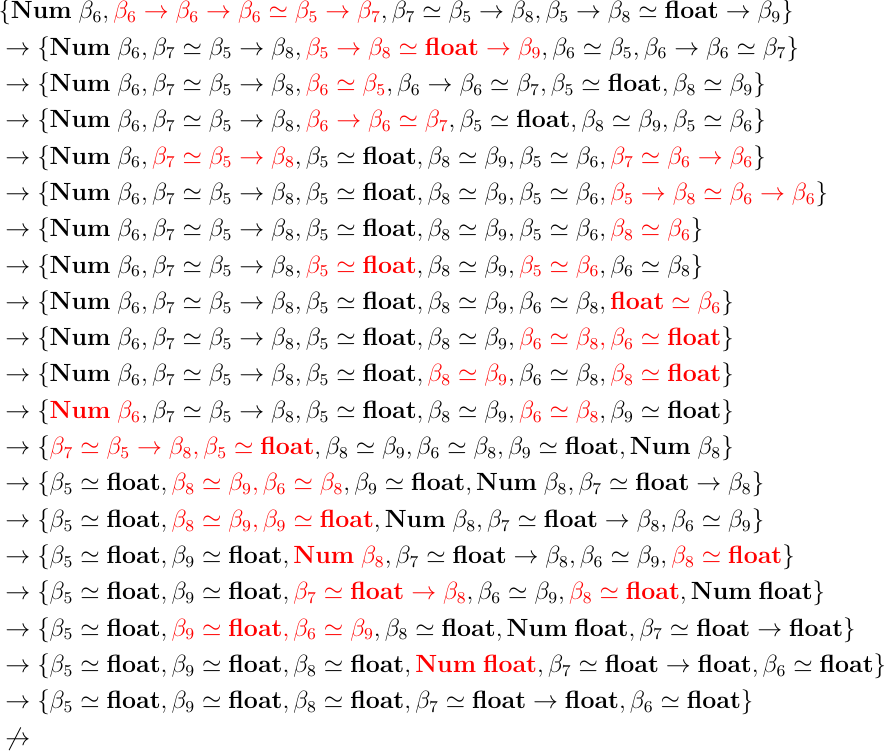 {Num β₆, β₆ → β₆ → β₆ ≃ β₅ → β₇, β₇ ≃ β₅ → β₈, β₅ → β₈ ≃ float → β₉}
→ {Num β₆, β₇ ≃ β₅ → β₈, β₅ → β₈ ≃ float → β₉, β₆ ≃ β₅, β₆ → β₆ ≃ β₇}
→ {Num β₆, β₇ ≃ β₅ → β₈, β₆ ≃ β₅, β₆ → β₆ ≃ β₇, β₅ ≃ float, β₈ ≃ β₉}
→ {Num β₆, β₇ ≃ β₅ → β₈, β₆ → β₆ ≃ β₇, β₅ ≃ float, β₈ ≃ β₉, β₅ ≃ β₆}
→ {Num β₆, β₇ ≃ β₅ → β₈, β₅ ≃ float, β₈ ≃ β₉, β₅ ≃ β₆, β₇ ≃ β₆ → β₆}
→ {Num β₆, β₇ ≃ β₅ → β₈, β₅ ≃ float, β₈ ≃ β₉, β₅ ≃ β₆, β₅ → β₈ ≃ β₆ → β₆}
→ {Num β₆, β₇ ≃ β₅ → β₈, β₅ ≃ float, β₈ ≃ β₉, β₅ ≃ β₆, β₈ ≃ β₆}
→ {Num β₆, β₇ ≃ β₅ → β₈, β₅ ≃ float, β₈ ≃ β₉, β₅ ≃ β₆, β₆ ≃ β₈}
→ {Num β₆, β₇ ≃ β₅ → β₈, β₅ ≃ float, β₈ ≃ β₉, β₆ ≃ β₈, float ≃ β₆}
→ {Num β₆, β₇ ≃ β₅ → β₈, β₅ ≃ float, β₈ ≃ β₉, β₆ ≃ β₈, β₆ ≃ float}
→ {Num β₆, β₇ ≃ β₅ → β₈, β₅ ≃ float, β₈ ≃ β₉, β₆ ≃ β₈, β₈ ≃ float}
→ {Num β₆, β₇ ≃ β₅ → β₈, β₅ ≃ float, β₈ ≃ β₉, β₆ ≃ β₈, β₉ ≃ float}
→ {β₇ ≃ β₅ → β₈, β₅ ≃ float, β₈ ≃ β₉, β₆ ≃ β₈, β₉ ≃ float, Num β₈}
→ {β₅ ≃ float, β₈ ≃ β₉, β₆ ≃ β₈, β₉ ≃ float, Num β₈, β₇ ≃ float → β₈}
→ {β₅ ≃ float, β₈ ≃ β₉, β₉ ≃ float, Num β₈, β₇ ≃ float → β₈, β₆ ≃ β₉}
→ {β₅ ≃ float, β₉ ≃ float, Num β₈, β₇ ≃ float → β₈, β₆ ≃ β₉, β₈ ≃ float}
→ {β₅ ≃ float, β₉ ≃ float, β₇ ≃ float → β₈, β₆ ≃ β₉, β₈ ≃ float, Num float}
→ {β₅ ≃ float, β₉ ≃ float, β₆ ≃ β₉, β₈ ≃ float, Num float, β₇ ≃ float → float}
→ {β₅ ≃ float, β₉ ≃ float, β₈ ≃ float, Num float, β₇ ≃ float → float, β₆ ≃ float}
→ {β₅ ≃ float, β₉ ≃ float, β₈ ≃ float, β₇ ≃ float → float, β₆ ≃ float}
↛